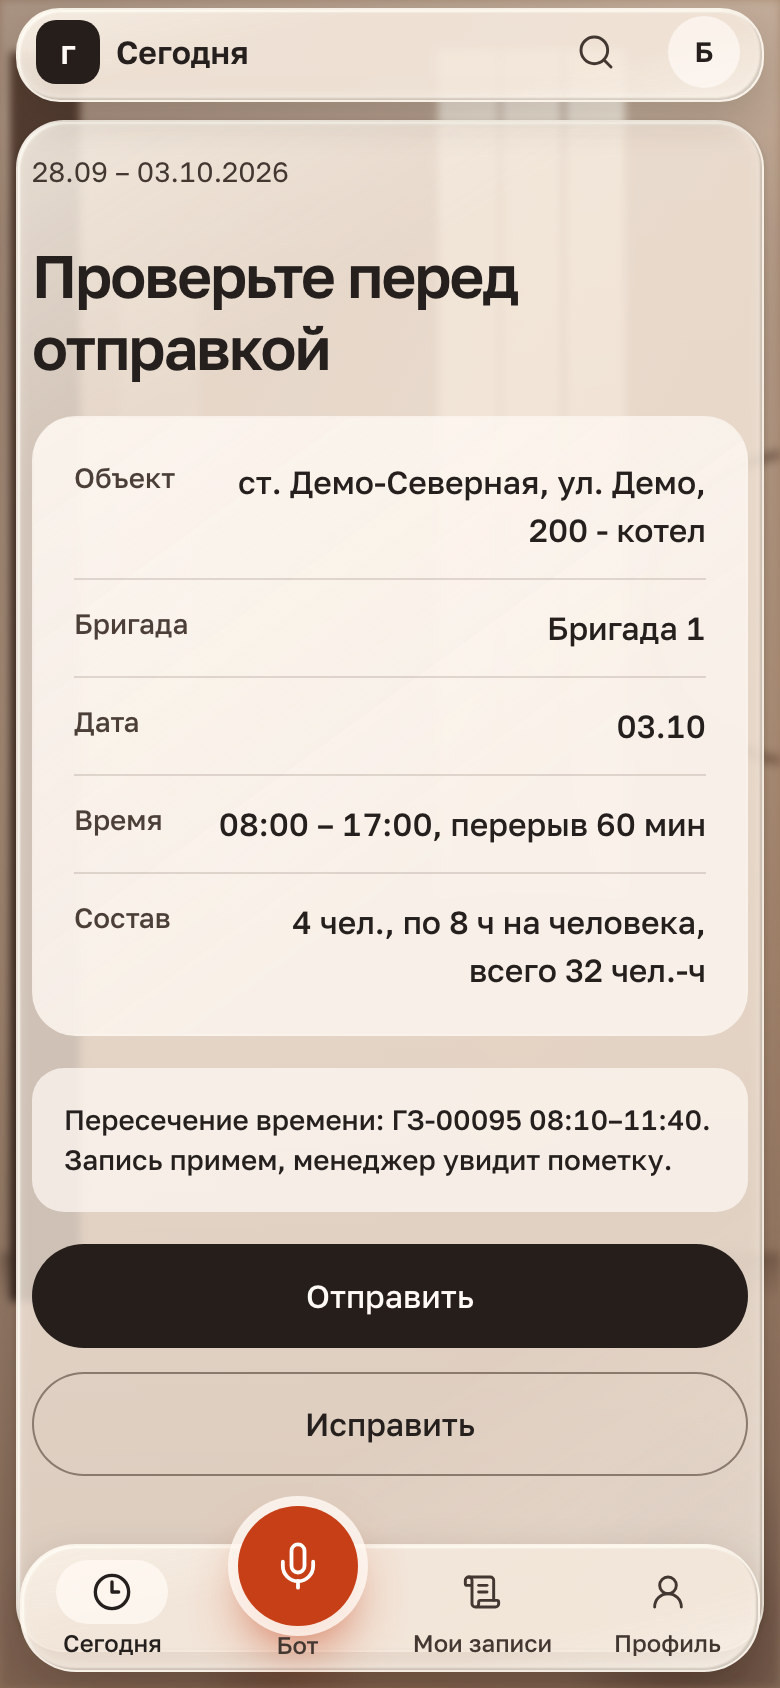 г
Сегодня
Б
28.09 – 03.10.2026
Проверьте перед
отправкой
Объект
ст. Демо-Северная, ул. Демо,
200 - котел
Бригада
Бригада 1
Дата
03.10
Время
08:00 – 17:00, перерыв 60 мин
Состав
4 чел., по 8 ч на человека,
всего 32 чел.-ч
Пересечение времени: ГЗ-00095 08:10–11:40.
Запись примем, менеджер увидит пометку.
Отправить
Исправить
Сегодня
Бот
Мои записи
Профиль